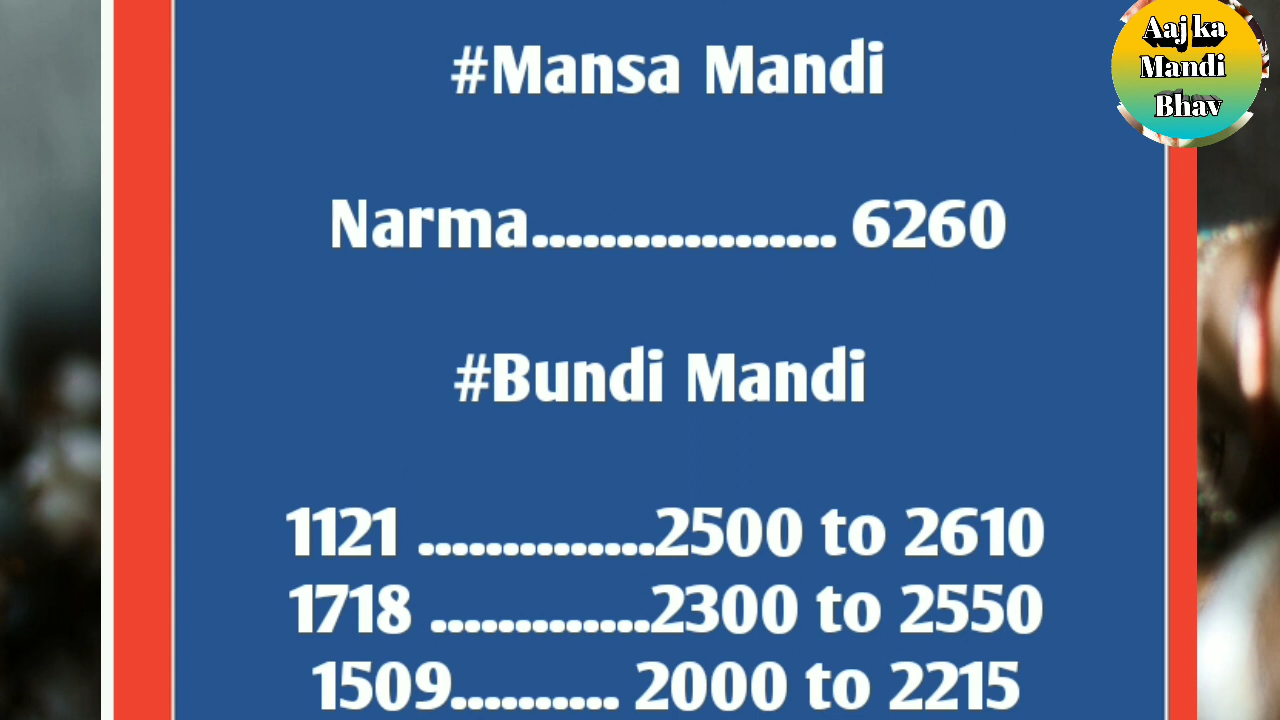 Aaj ka
Mandi
Bhav
#Mansa Mandi
Narma.................. 6260
#Bundi Mandi
1121 ..............2500 to 2610
1718 .............2300 to 2550
1509.......... 2000 to 2215